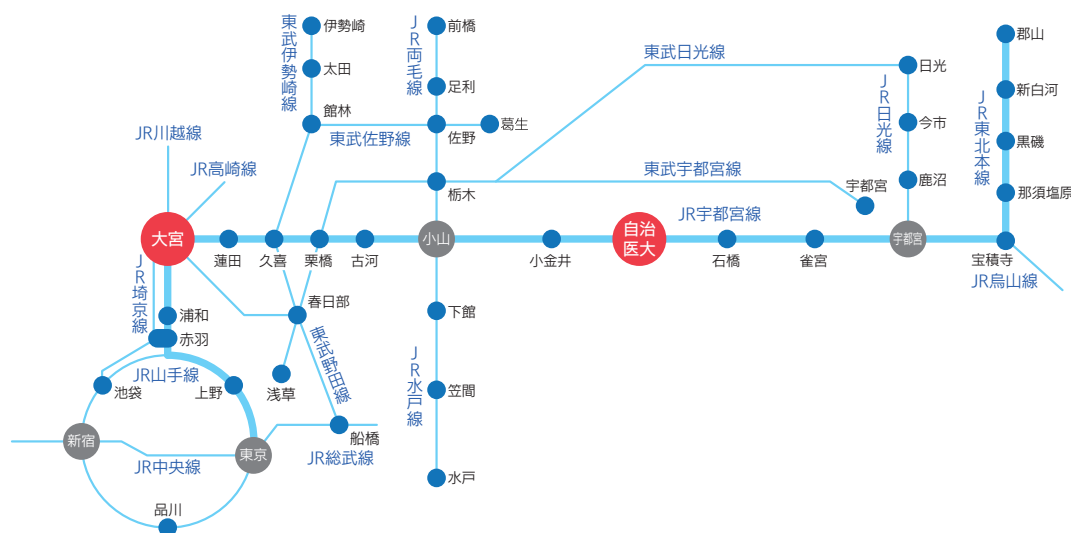 東武伊勢崎線
伊勢崎
太田
館林
JR両毛線
前橋
足利
佐野
葛生
東武佐野線
栃木
東武日光線
東武宇都宮線
宇都宮
日光
JR日光線
今市
鹿沼
郡山
新白河
JR東北本線
黒磯
那須塩原
JR川越線
JR高崎線
大宮
蓮田
久喜
栗橋
古河
小山
小金井
自治
医大
JR宇都宮線
石橋
雀宮
宇都宮
宝積寺
JR烏山線
JR埼京線
浦和
赤羽
春日部
東武野田線
浅草
下館
JR水戸線
笠間
水戸
JR山手線
池袋
上野
新宿
東京
JR中央線
船橋
JR総武線
品川